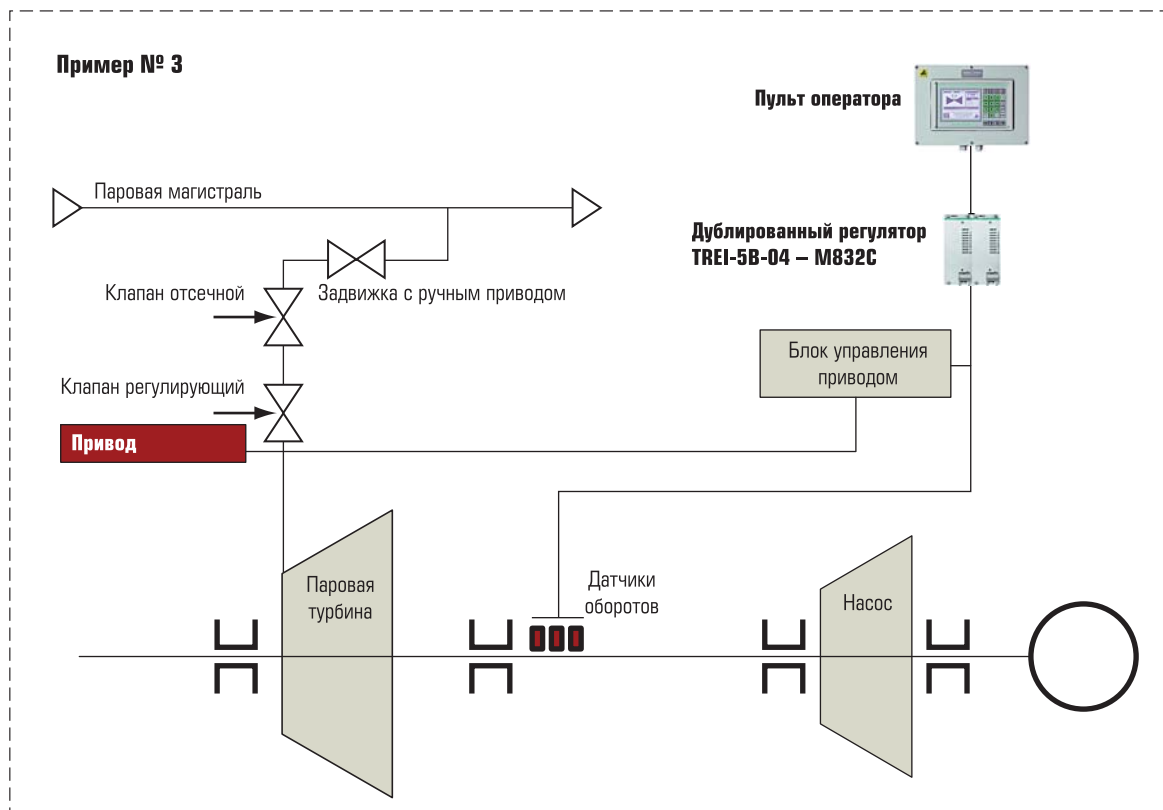 Пример № 3
Пульт оператора
Паровая магистраль
Дублированный регулятор
TREI-5B-04 – M832C
Задвижка с ручным приводом
Клапан отсечной
Блок управления
приводом
Клапан регулирующий
Привод
Паровая
турбина
Датчики
оборотов
Насос